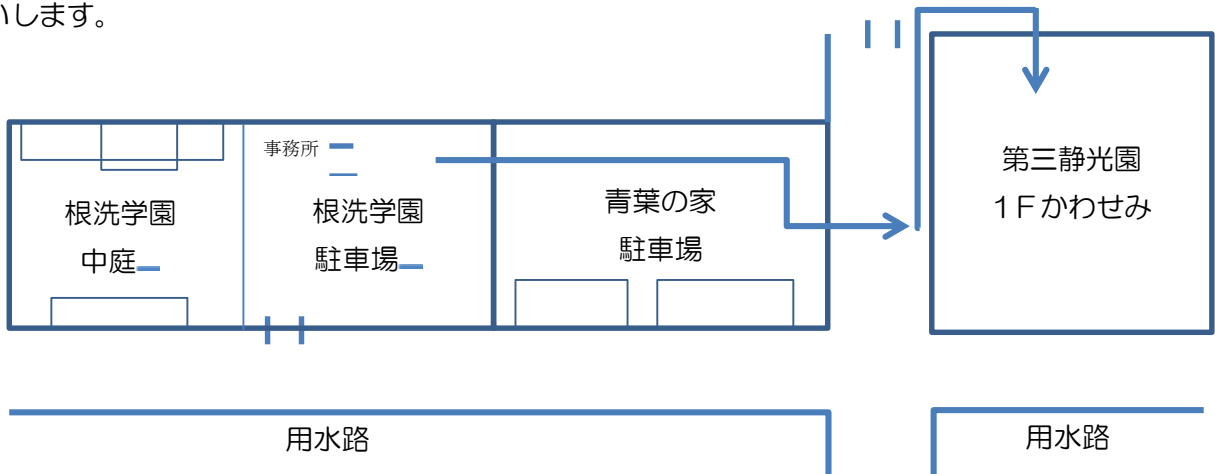 いします。
事務所
根洗学園
中庭
根洗学園
駐車場
青葉の家
駐車場
第三静光園
1Fかわせみ
用水路
用水路